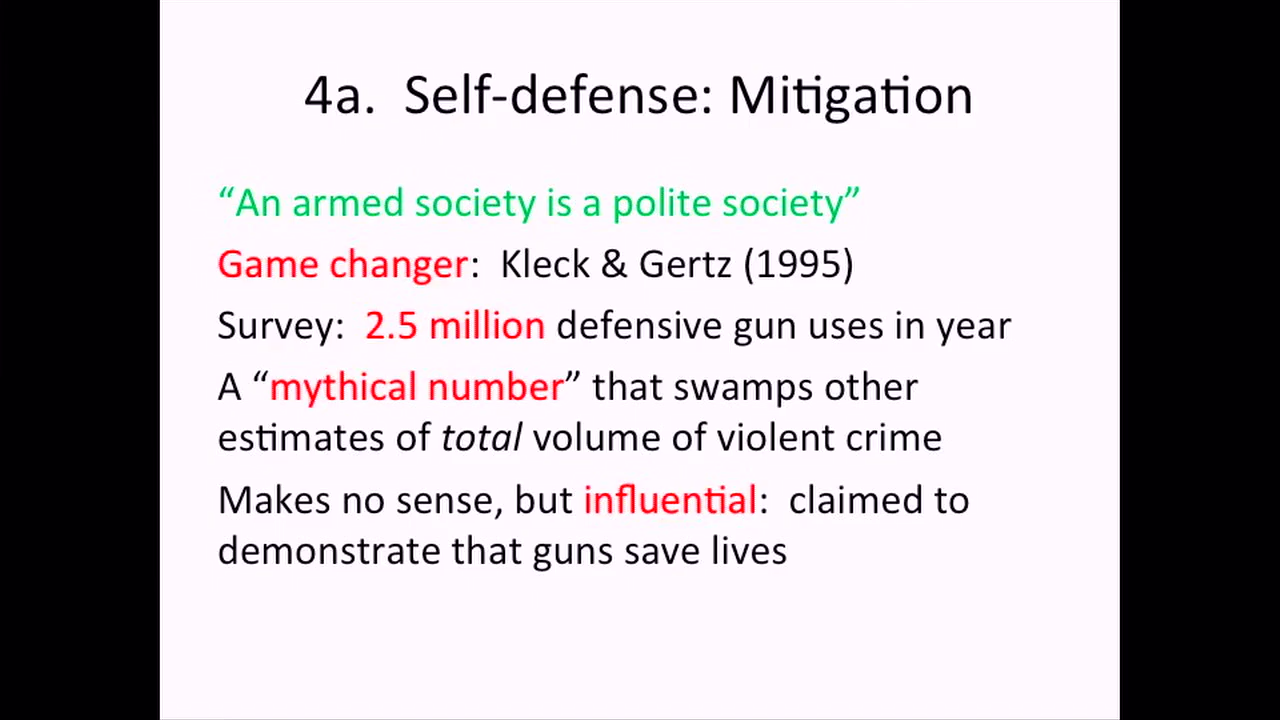 4a.  Self-defense: Mitigation
“An armed society is a polite society”
Game changer:  Kleck & Gertz (1995)
Survey:  2.5 million defensive gun uses in year
A “mythical number” that swamps other
estimates of total volume of violent crime
Makes no sense, but influential:  claimed to
demonstrate that guns save lives